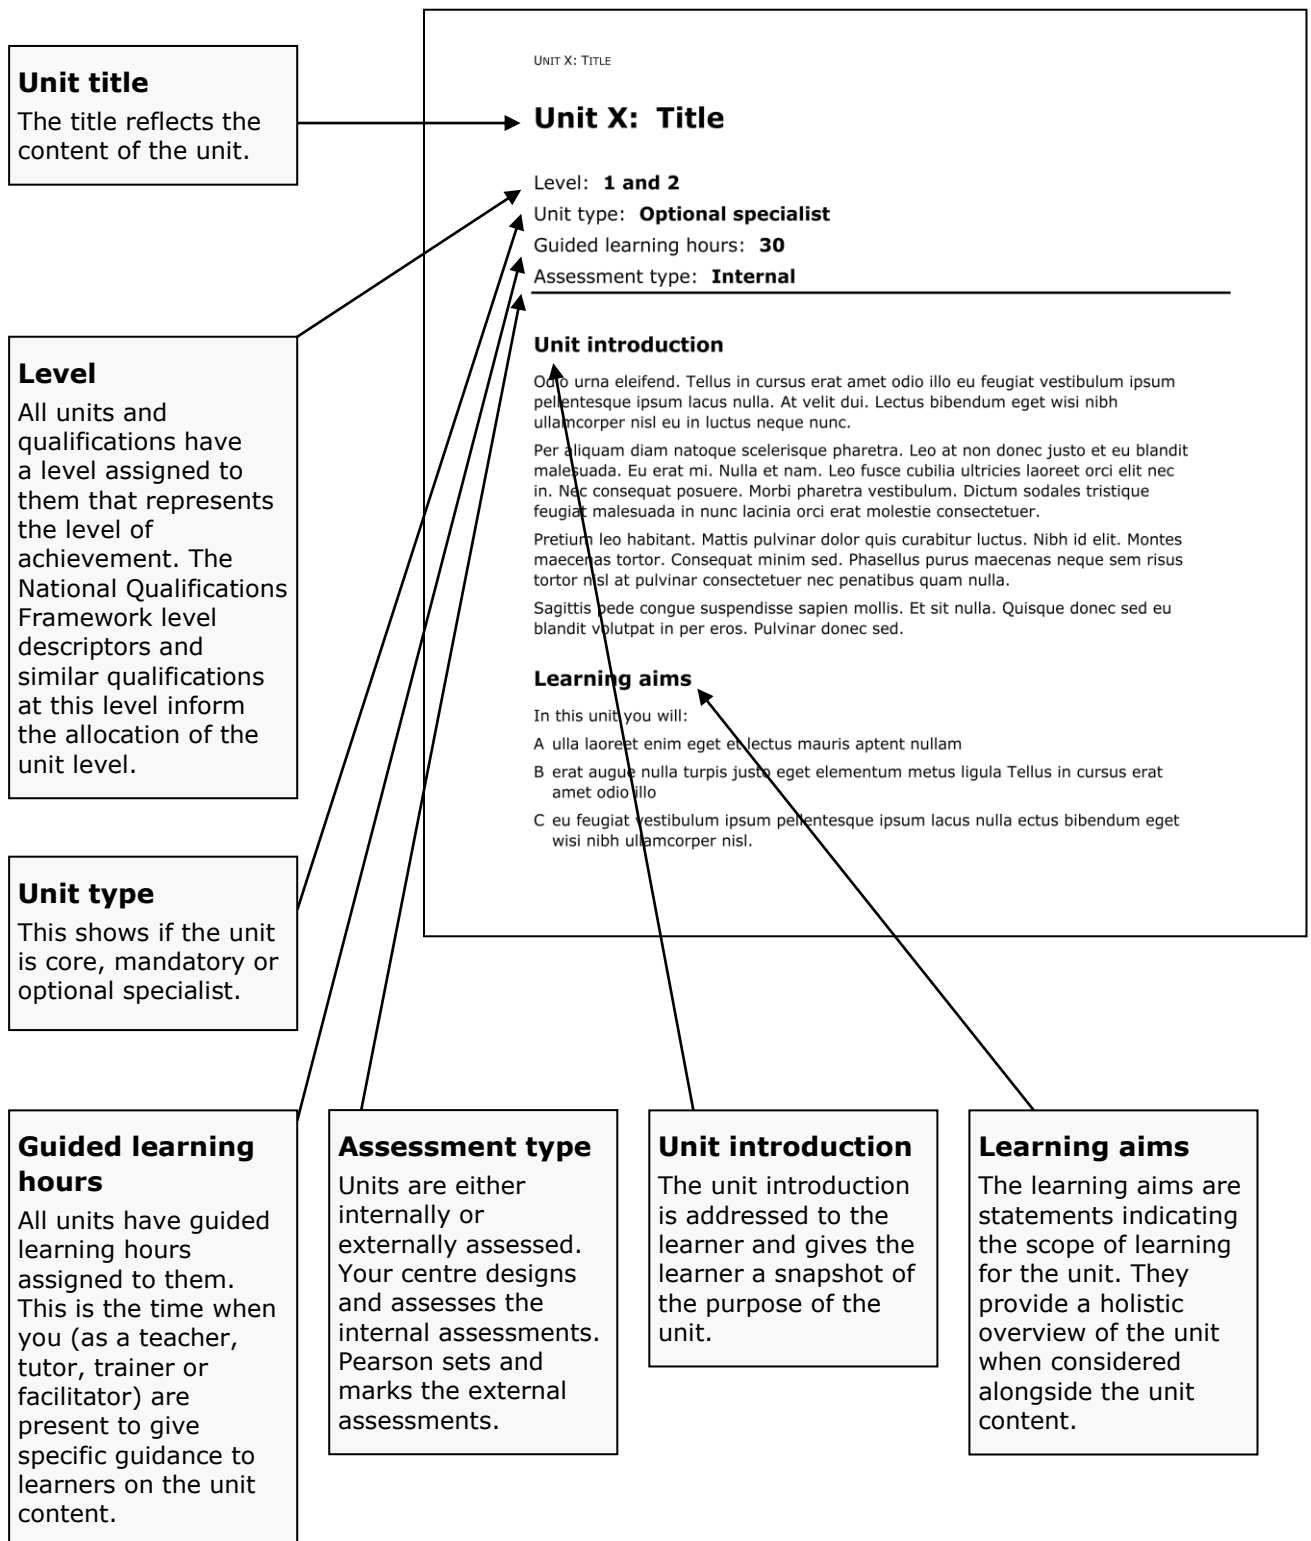 Unit title
The title reflects the
content of the unit.
Level
All units and
qualifications have
a level assigned to
them that represents
the level of
achievement. The
National Qualifications
Framework level
descriptors and
similar qualifications
at this level inform
the allocation of the
unit level.
Unit type
This shows if the unit
is core, mandatory or
optional specialist.
UNIT X: TITLE
Unit X: Title
Level: 1 and 2
Unit type: Optional specialist
Guided learning hours: 30
Assessment type: Internal
Unit introduction
Odio urna eleifend. Tellus in cursus erat amet odio illo eu feugiat vestibulum ipsum
pellentesque ipsum lacus nulla. At velit dui. Lectus bibendum eget wisi nibh
ullamcorper nisl eu in luctus neque nunc.
Per aliquam diam natoque scelerisque pharetra. Leo at non donec justo et eu blandit
malesuada. Eu erat mi. Nulla et nam. Leo fusce cubilia ultricies laoreet orci elit nec
in. Nec consequat posuere. Morbi pharetra vestibulum. Dictum sodales tristique
feugiat malesuada in nunc lacinia orci erat molestie consectetuer.
Pretium leo habitant. Mattis pulvinar dolor quis curabitur luctus. Nibh id elit. Montes
maecenas tortor. Consequat minim sed. Phasellus purus maecenas neque sem risus
tortor nisl at pulvinar consectetuer nec penatibus quam nulla.
Sagittis pede congue suspendisse sapien mollis. Et sit nulla. Quisque donec sed eu
blandit volutpat in per eros. Pulvinar donec sed.
Learning aims
In this unit you will:
A ulla laoreet enim eget et lectus mauris aptent nullam
B erat augue nulla turpis justo eget elementum metus ligula Tellus in cursus erat
amet odio illo
C eu feugiat vestibulum ipsum pellentesque ipsum lacus nulla ectus bibendum eget
wisi nibh ullamcorper nisl.
Guided learning
hours
All units have guided
learning hours
assigned to them.
This is the time when
you (as a teacher,
tutor, trainer or
facilitator) are
present to give
specific guidance to
learners on the unit
content.
Assessment type
Units are either
internally or
externally assessed.
Your centre designs
and assesses the
internal assessments.
Pearson sets and
marks the external
assessments.
Unit introduction
The unit introduction
is addressed to the
learner and gives the
learner a snapshot of
the purpose of the
unit.
Learning aims
The learning aims are
statements indicating
the scope of learning
for the unit. They
provide a holistic
overview of the unit
when considered
alongside the unit
content.